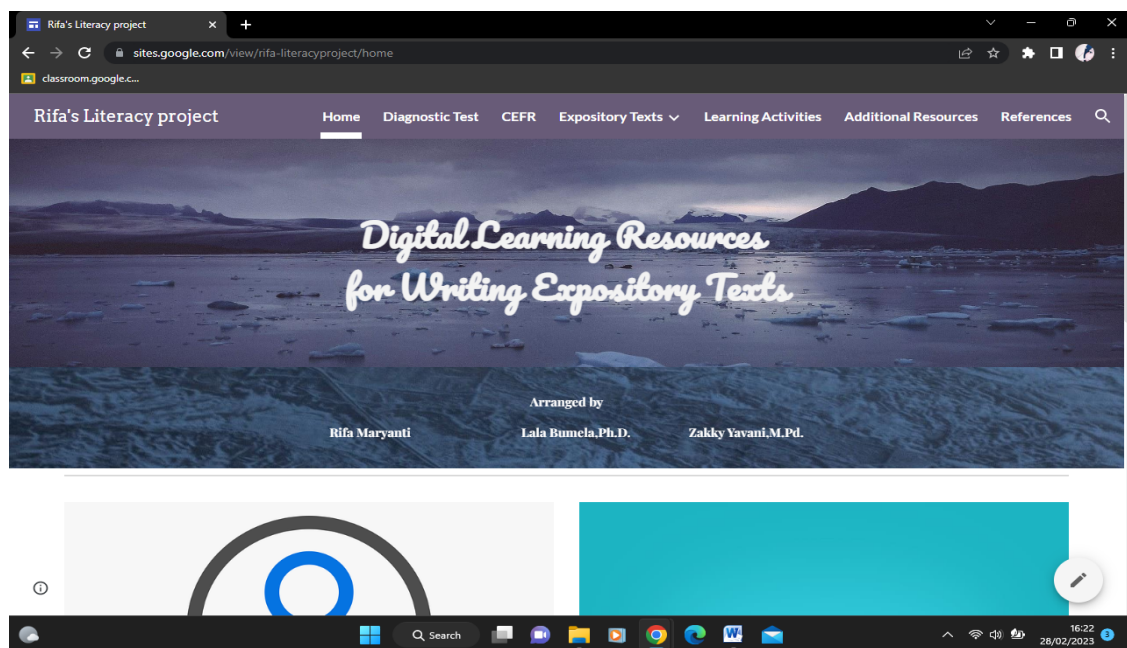 Rifa's Literacy project
sites.google.com/view/rifa-literacyproject/home
classroom.google.c...
Rifa's Literacy project Home Diagnostic Test CEFR Expository Texts Learning Activities Additional Resources References
Digital Learning Resources
for Writing Expository Texts
Arranged by
Rifa Maryanti Lala Bumela,Ph.D. Zakky Yavani,M.Pd.
Search
16:22
28/02/2023
3